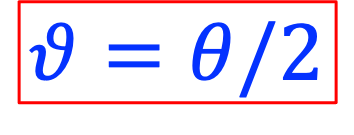 ϑ = θ/2